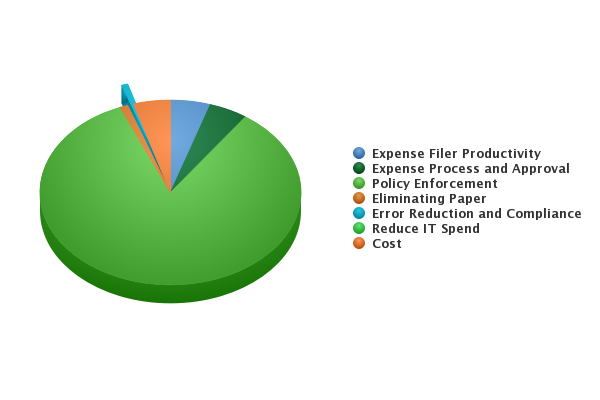 Expense Filer Productivity
Expense Process and Approval
Policy Enforcement
Eliminating Paper
Error Reduction and Compliance
Reduce IT Spend
Cost